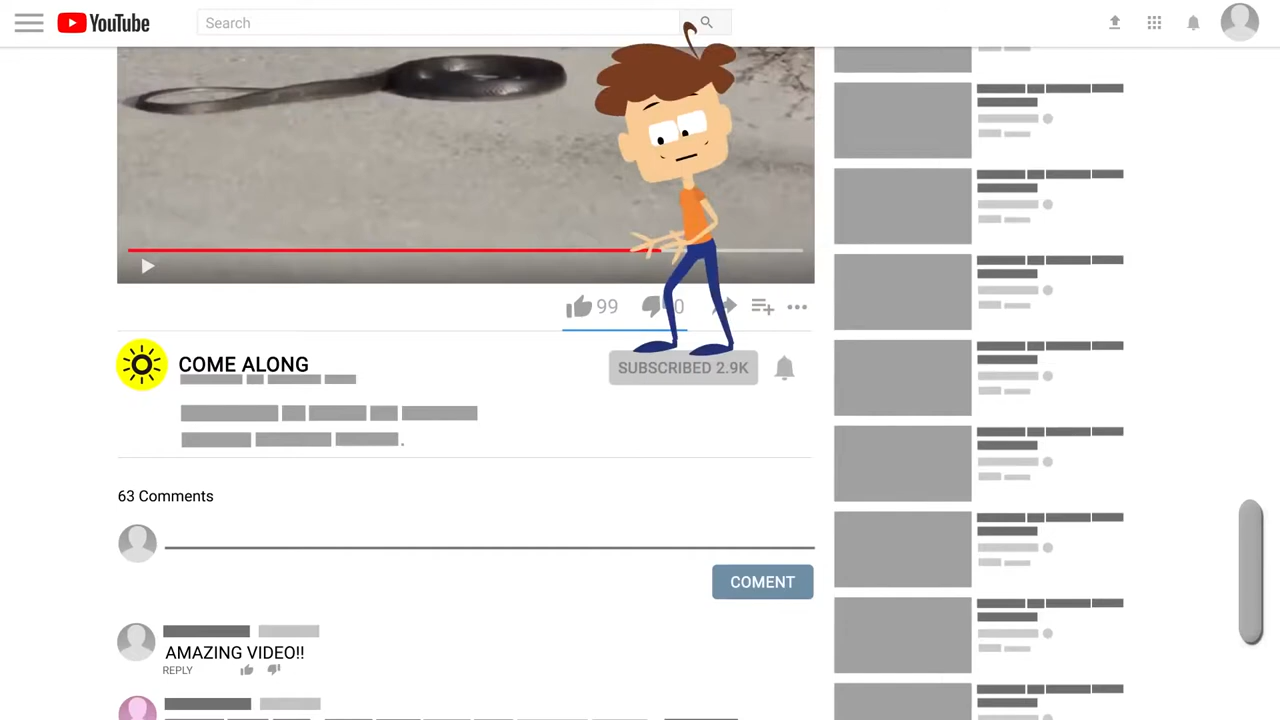 YouTube
Search
99
0
COME ALONG
SUBSCRIBED 2.9K
63 Comments
COMENT
AMAZING VIDEO!!
REPLY